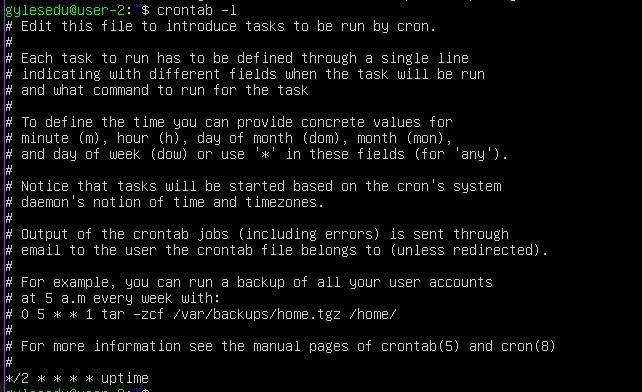 gylesedu@user-2:~$ crontab -l
# Edit this file to introduce tasks to be run by cron.
#
# Each task to run has to be defined through a single line
# indicating with different fields when the task will be run
# and what command to run for the task
#
# To define the time you can provide concrete values for
# minute (m), hour (h), day of month (dom), month (mon),
# and day of week (dow) or use '*' in these fields (for 'any').
#
# Notice that tasks will be started based on the cron's system
# daemon's notion of time and timezones.
#
# Output of the crontab jobs (including errors) is sent through
# email to the user the crontab file belongs to (unless redirected).
#
# For example, you can run a backup of all your user accounts
# at 5 a.m every week with:
# 0 5 * * 1 tar -zcf /var/backups/home.tgz /home/
#
# For more information see the manual pages of crontab(5) and cron(8)
#
*/2 * * * * uptime